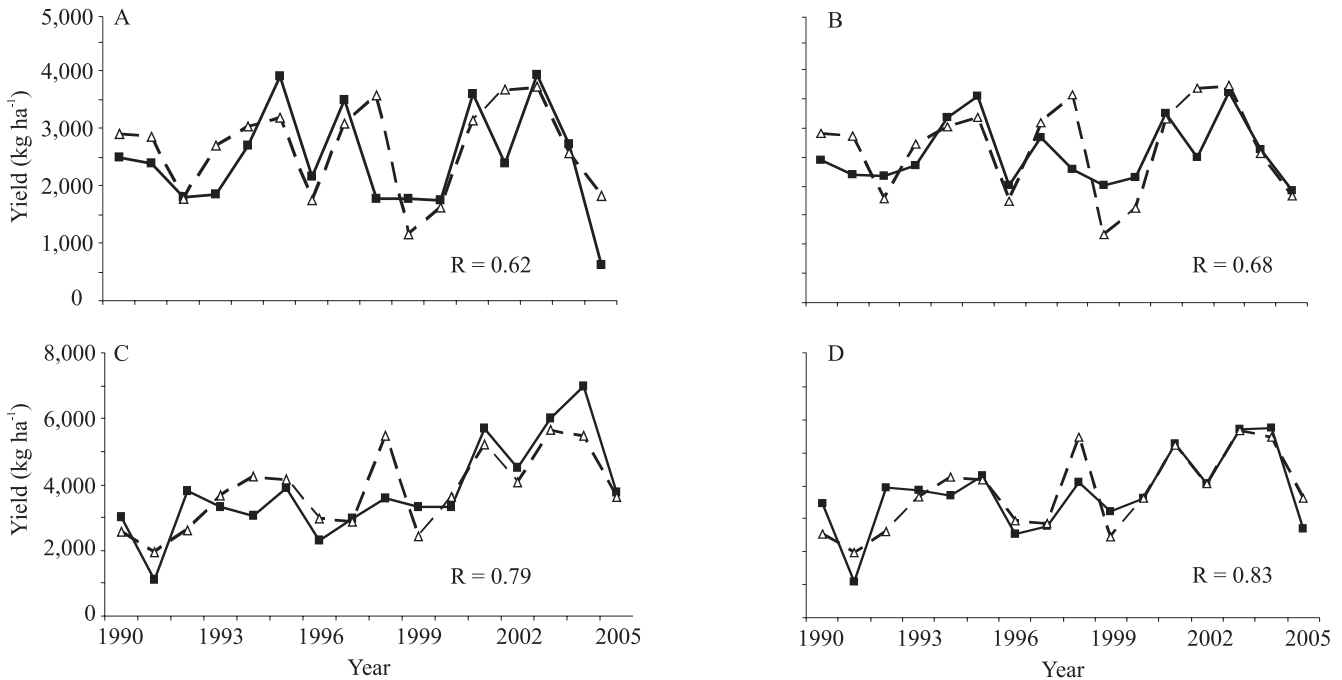 A
5,000
4,000
3,000
2,000
1,000
0
Yield (kg ha⁻¹)
R = 0.62
B
R = 0.68
C
8,000
6,000
4,000
2,000
0
Yield (kg ha⁻¹)
R = 0.79
1990 1993 1996 1999 2002 2005
Year
D
R = 0.83
1990 1993 1996 1999 2002 2005
Year